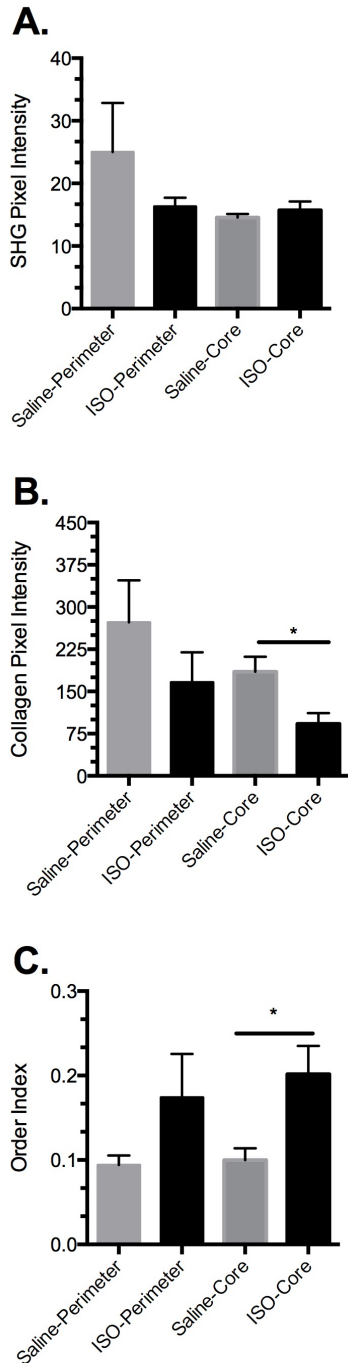 A.
SHG Pixel Intensity
40
30
20
10
0
Saline-Perimeter
ISO-Perimeter
Saline-Core
ISO-Core
B.
Collagen Pixel Intensity
450
375
300
225
150
75
0
*
Saline-Perimeter
ISO-Perimeter
Saline-Core
ISO-Core
C.
Order Index
0.3
0.2
0.1
0.0
*
Saline-Perimeter
ISO-Perimeter
Saline-Core
ISO-Core